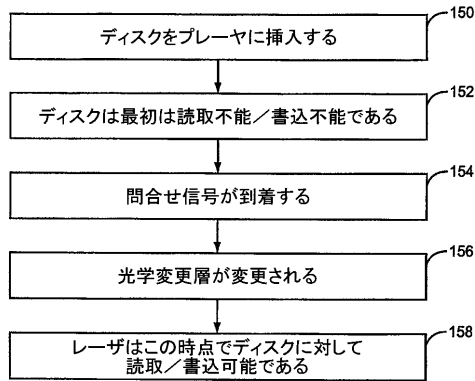 150
ディスクをプレーヤに挿入する
152
ディスクは最初は読取不能／書込不能である
154
問合せ信号が到着する
156
光学変更層が変更される
158
レーザはこの時点でディスクに対して
読取／書込可能である